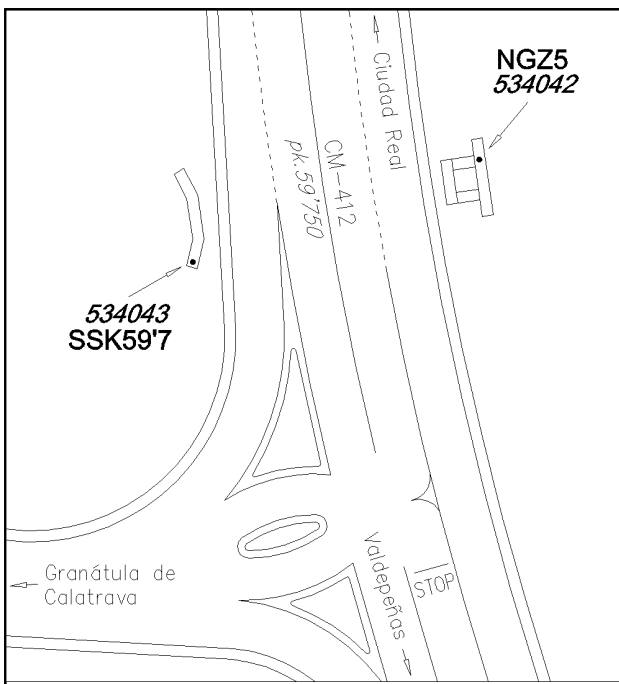 NGZ5
534042
Ciudad Real
CM-412
pk.59'750
534043
SSK59'7
Granátula de
Calatrava
Valdepeñas
STOP